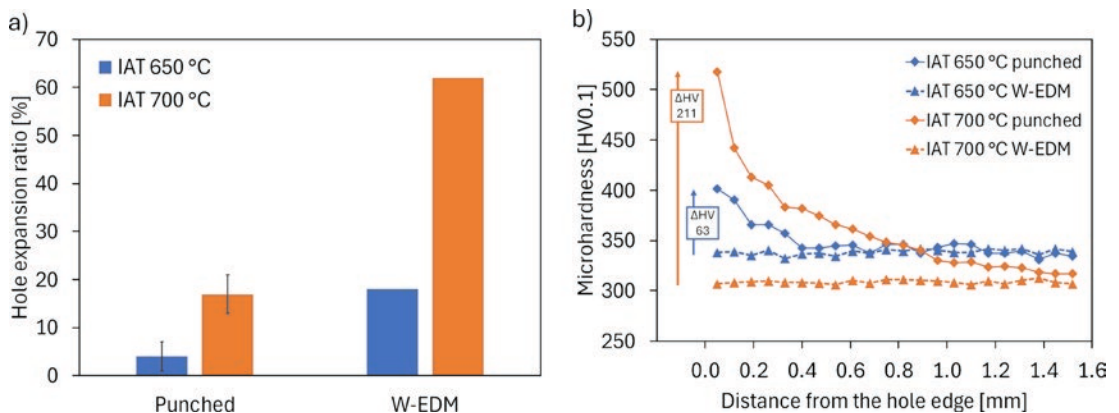 a)
70
60
50
40
30
20
10
0
Hole expansion ratio [%]
IAT 650 °C
IAT 700 °C
Punched
W-EDM
b)
550
500
450
400
350
300
250
Microhardness [HV0.1]
ΔHV
211
ΔHV
63
IAT 650 °C punched
IAT 650 °C W-EDM
IAT 700 °C punched
IAT 700 °C W-EDM
0.0 0.2 0.4 0.6 0.8 1.0 1.2 1.4 1.6
Distance from the hole edge [mm]